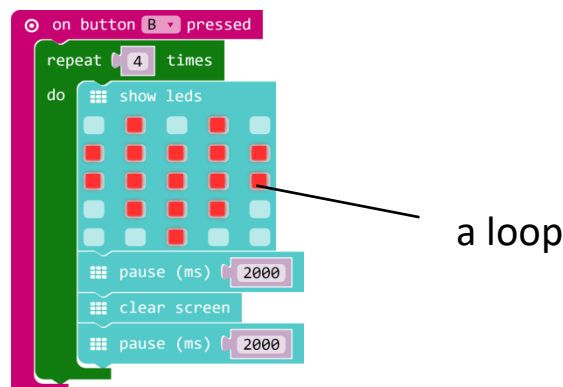 on button B pressed
repeat 4 times
do show leds
a loop
pause (ms) 2000
clear screen
pause (ms) 2000